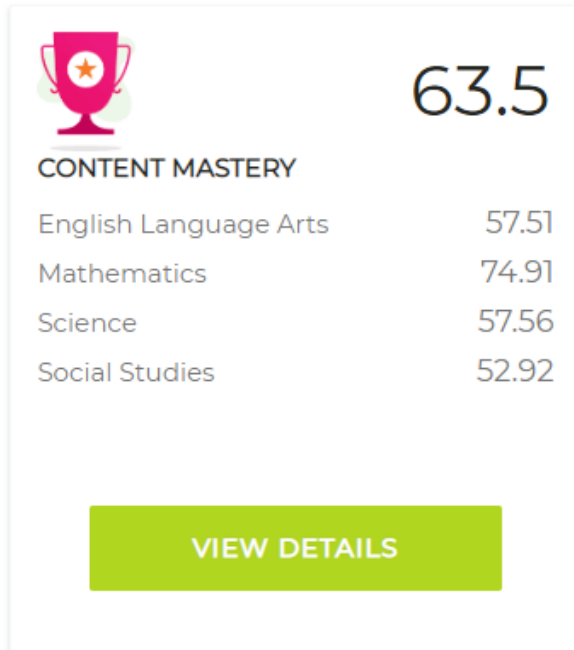 63.5
CONTENT MASTERY
English Language Arts 57.51
Mathematics 74.91
Science 57.56
Social Studies 52.92
VIEW DETAILS